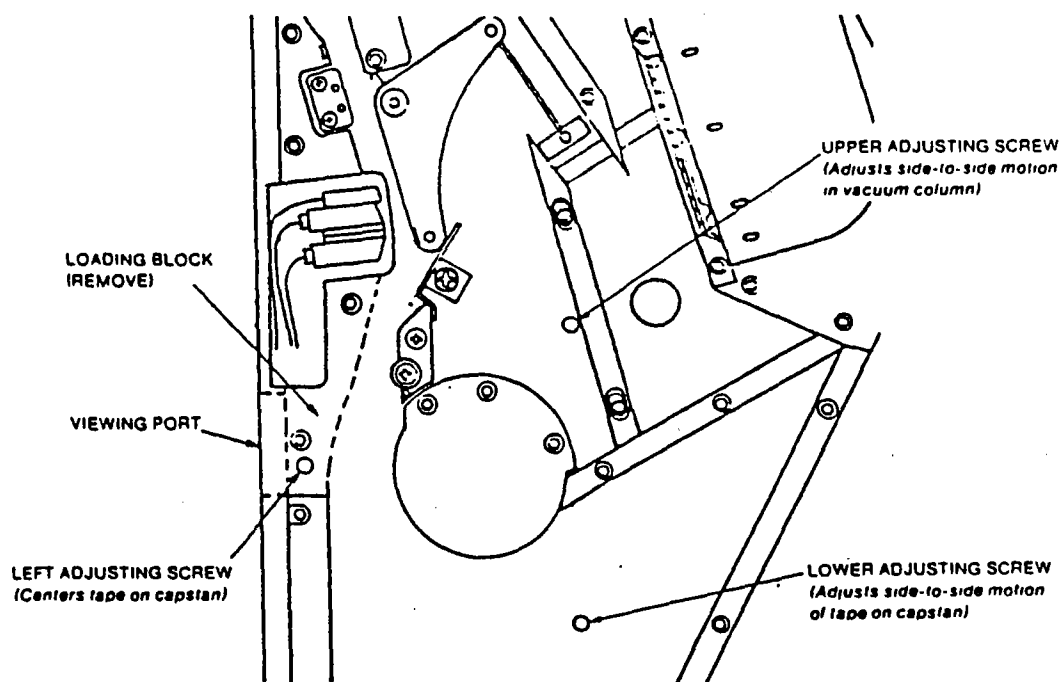 UPPER ADJUSTING SCREW
(Adjusts side-to-side motion
in vacuum column)
LOADING BLOCK
(REMOVE)
VIEWING PORT
LEFT ADJUSTING SCREW
(Centers tape on capstan)
LOWER ADJUSTING SCREW
(Adjusts side-to-side motion
of tape on capstan)